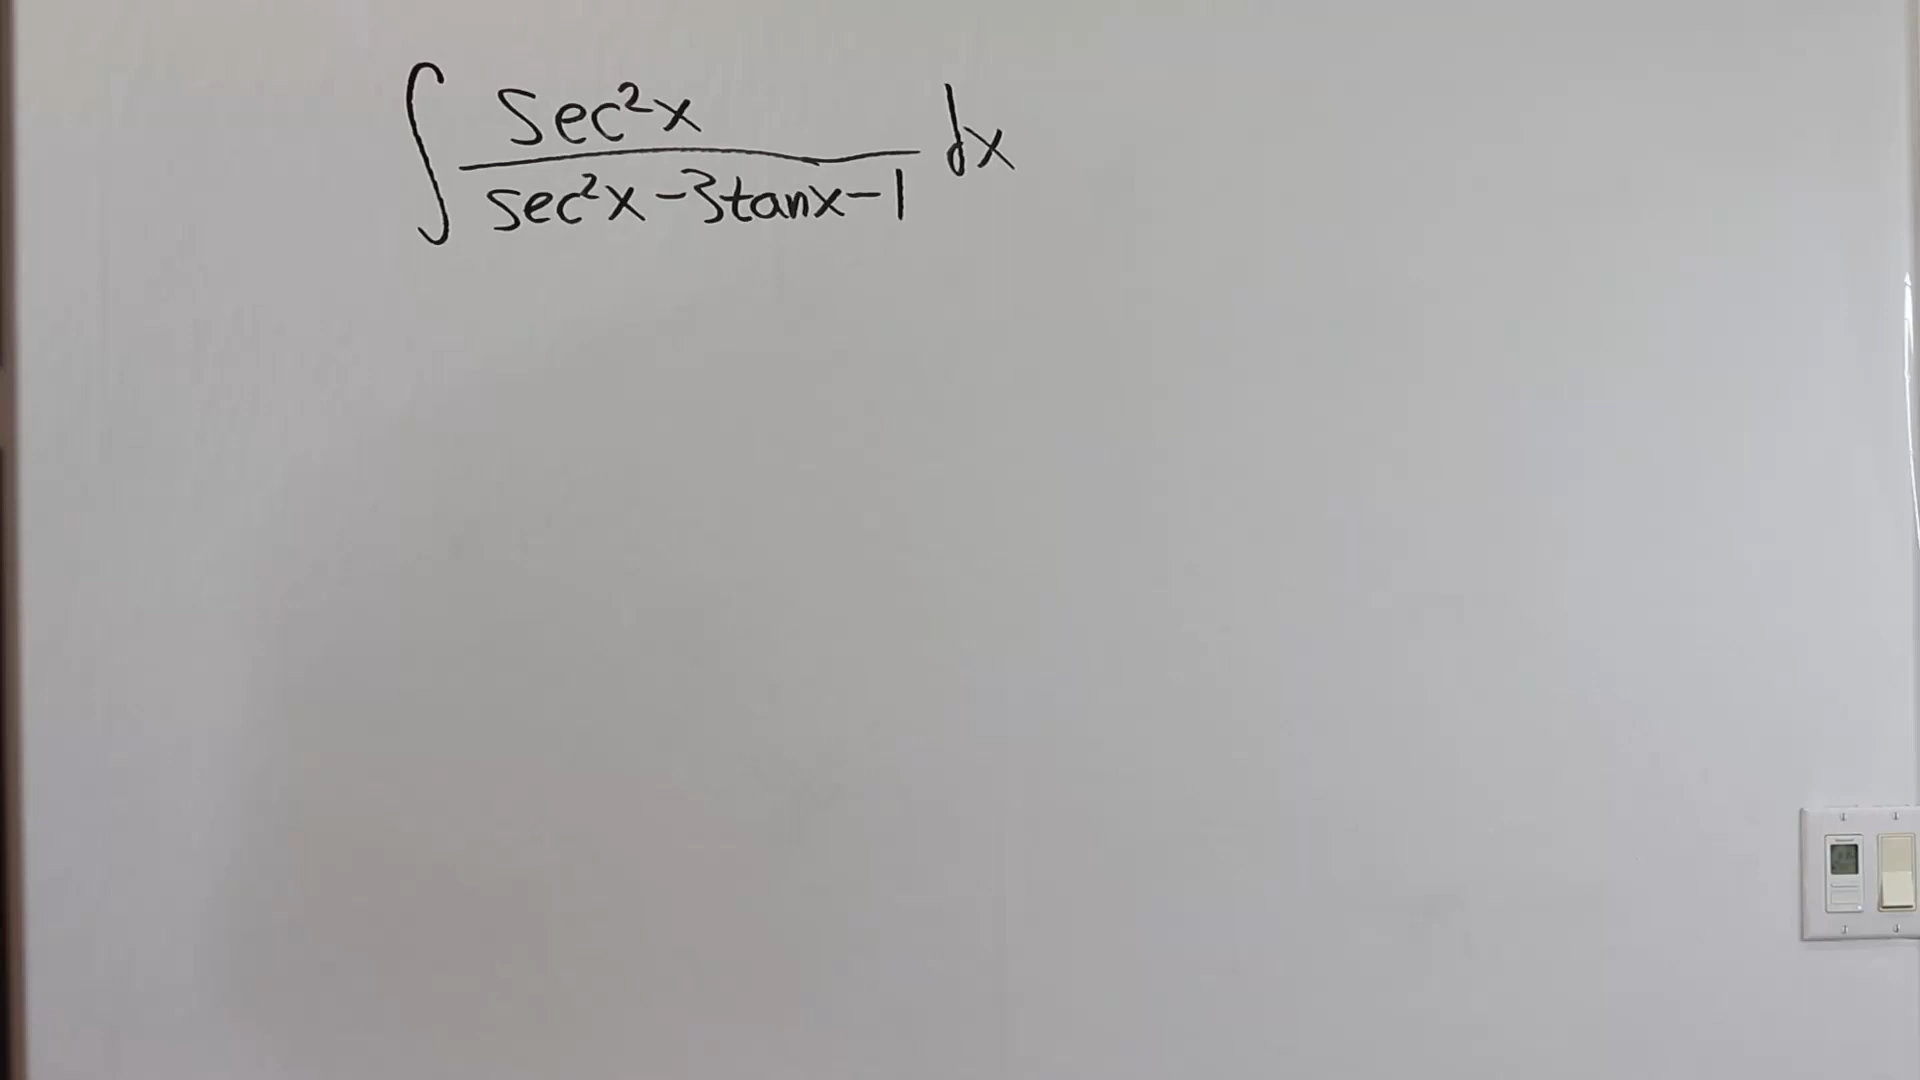 ∫ sec²x / (sec²x - 3tanx - 1) dx